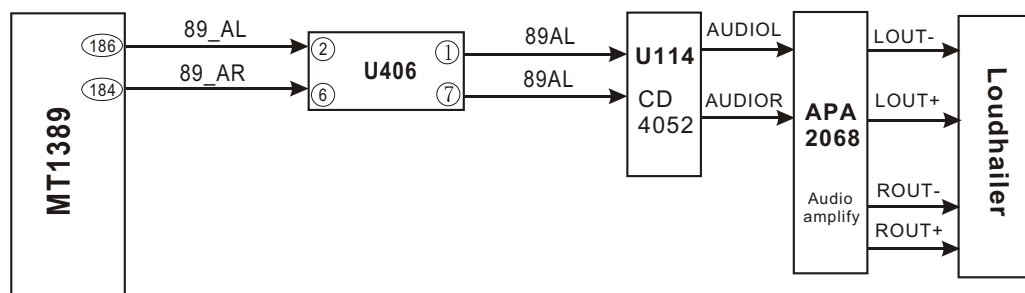 MT1389
186
89_AL
184
89_AR
2
6
U406
1
7
89AL
89AL
U114
CD
4052
AUDIOL
AUDIOR
APA
2068
Audio
amplify
LOUT-
LOUT+
ROUT-
ROUT+
Loudhailer